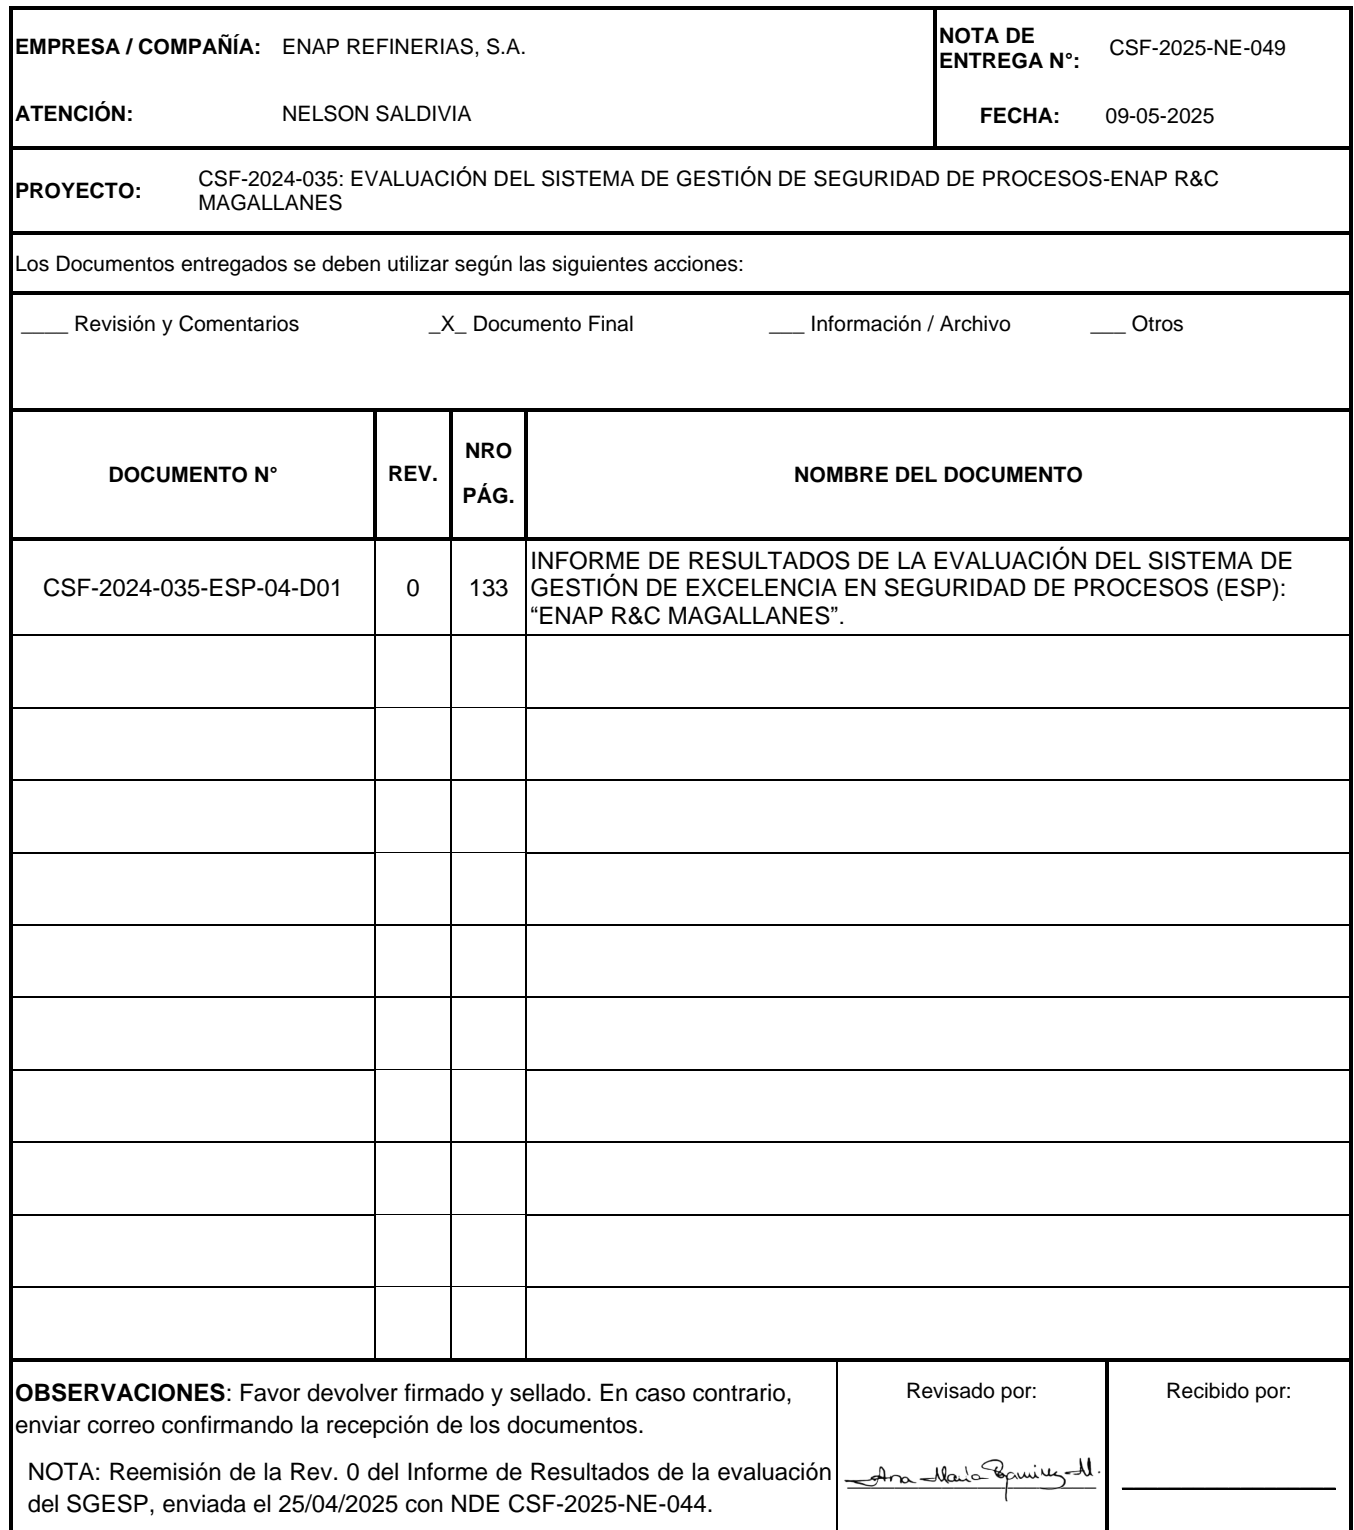 EMPRESA / COMPAÑÍA: ENAP REFINERIAS, S.A.
NOTA DE
ENTREGA N°: CSF-2025-NE-049
ATENCIÓN: NELSON SALDIVIA
FECHA: 09-05-2025
PROYECTO: CSF-2024-035: EVALUACIÓN DEL SISTEMA DE GESTIÓN DE SEGURIDAD DE PROCESOS-ENAP R&C
MAGALLANES
Los Documentos entregados se deben utilizar según las siguientes acciones:
____ Revisión y Comentarios _X_ Documento Final ___ Información / Archivo ___ Otros
DOCUMENTO N° REV. NRO PÁG. NOMBRE DEL DOCUMENTO
CSF-2024-035-ESP-04-D01 0 133 INFORME DE RESULTADOS DE LA EVALUACIÓN DEL SISTEMA DE
GESTIÓN DE EXCELENCIA EN SEGURIDAD DE PROCESOS (ESP):
“ENAP R&C MAGALLANES”.
OBSERVACIONES: Favor devolver firmado y sellado. En caso contrario,
enviar correo confirmando la recepción de los documentos.
NOTA: Reemisión de la Rev. 0 del Informe de Resultados de la evaluación
del SGESP, enviada el 25/04/2025 con NDE CSF-2025-NE-044.
Revisado por:
Ana María Ramírez M.
Recibido por: